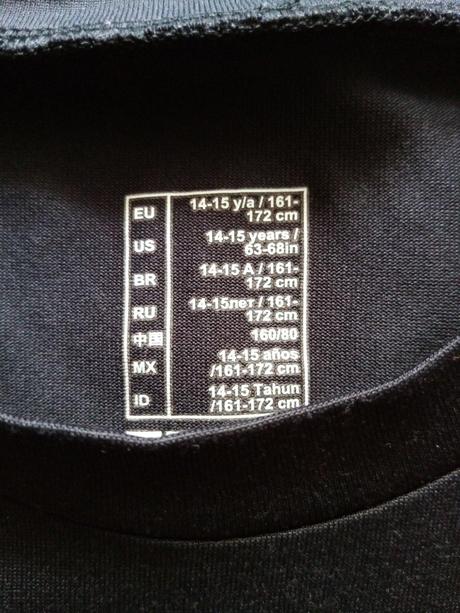 EU 14-15 y/a / 161-
172 cm
US 14-15 years /
63-68in
BR 14-15 A / 161-
172 cm
RU 14-15лет / 161-
172 cm
中国 160/80
MX 14-15 años
/161-172 cm
ID 14-15 Tahun
/161-172 cm